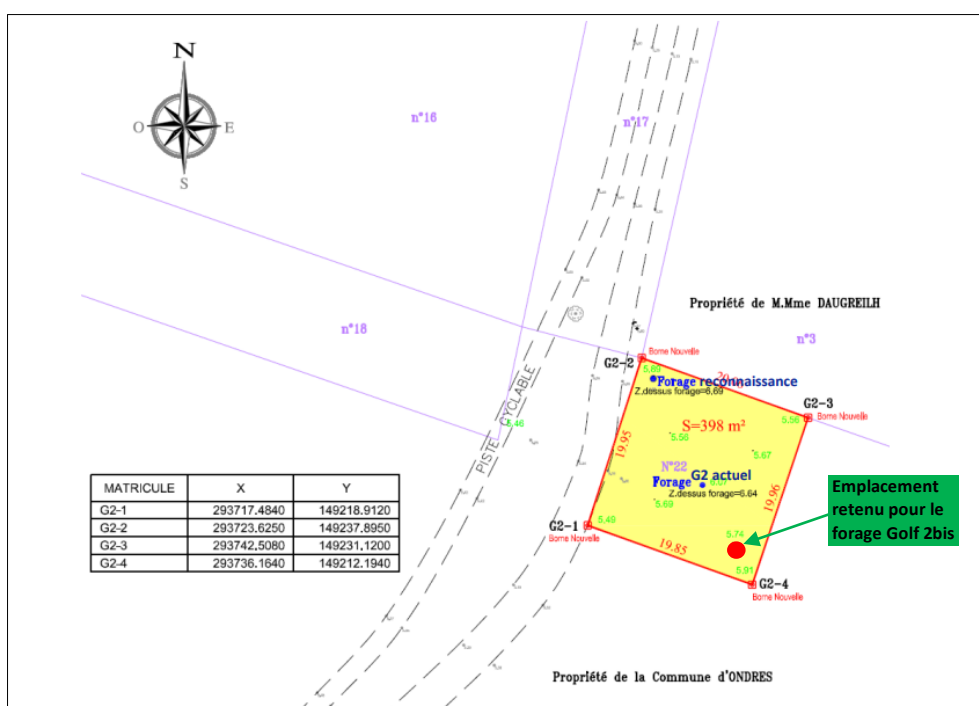 N
O
E
S
n°16
n°17
Propriété de M.Mme DAUGREILH
n°18
n°3
G2-2
Borne Nouvelle
5.89
Forage reconnaissance
Z.dessus forage=6,69
G2-3
Borne Nouvelle
5.56
S=398 m²
5.56
5.67
PISTE CYCLABLE
5.46
19.95
N°22
G2 actuel
Forage
Z.dessus forage=6.64
5.69
19.96
Emplacement
retenu pour le
forage Golf 2bis
MATRICULE X Y
G2-1 293717.4840 149218.9120
G2-2 293723.6250 149237.8950
G2-3 293742.5080 149231.1200
G2-4 293736.1640 149212.1940
G2-1
Borne Nouvelle
5.49
19.85
5.74
5.91
G2-4
Borne Nouvelle
Propriété de la Commune d'ONDRES